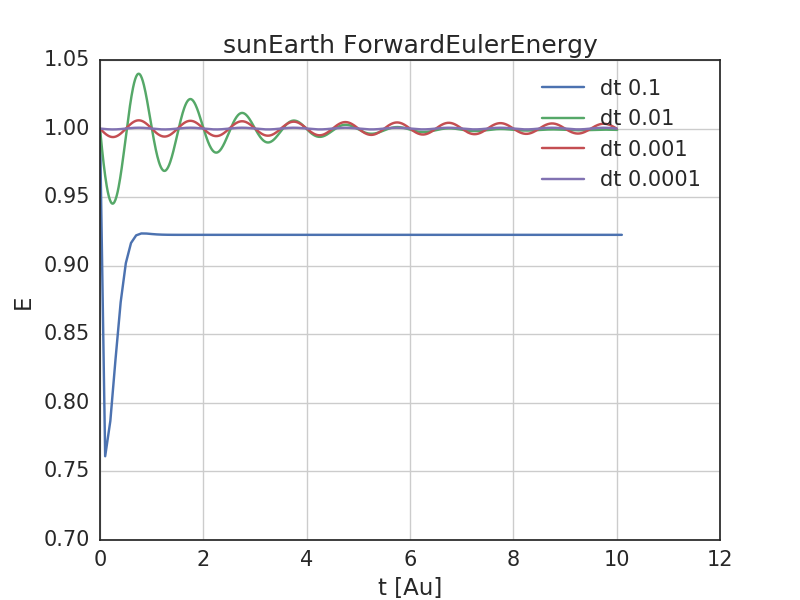 sunEarth ForwardEulerEnergy
1.05
1.00
0.95
0.90
0.85
0.80
0.75
0.70
E
dt 0.1
dt 0.01
dt 0.001
dt 0.0001
0 2 4 6 8 10 12
t [Au]